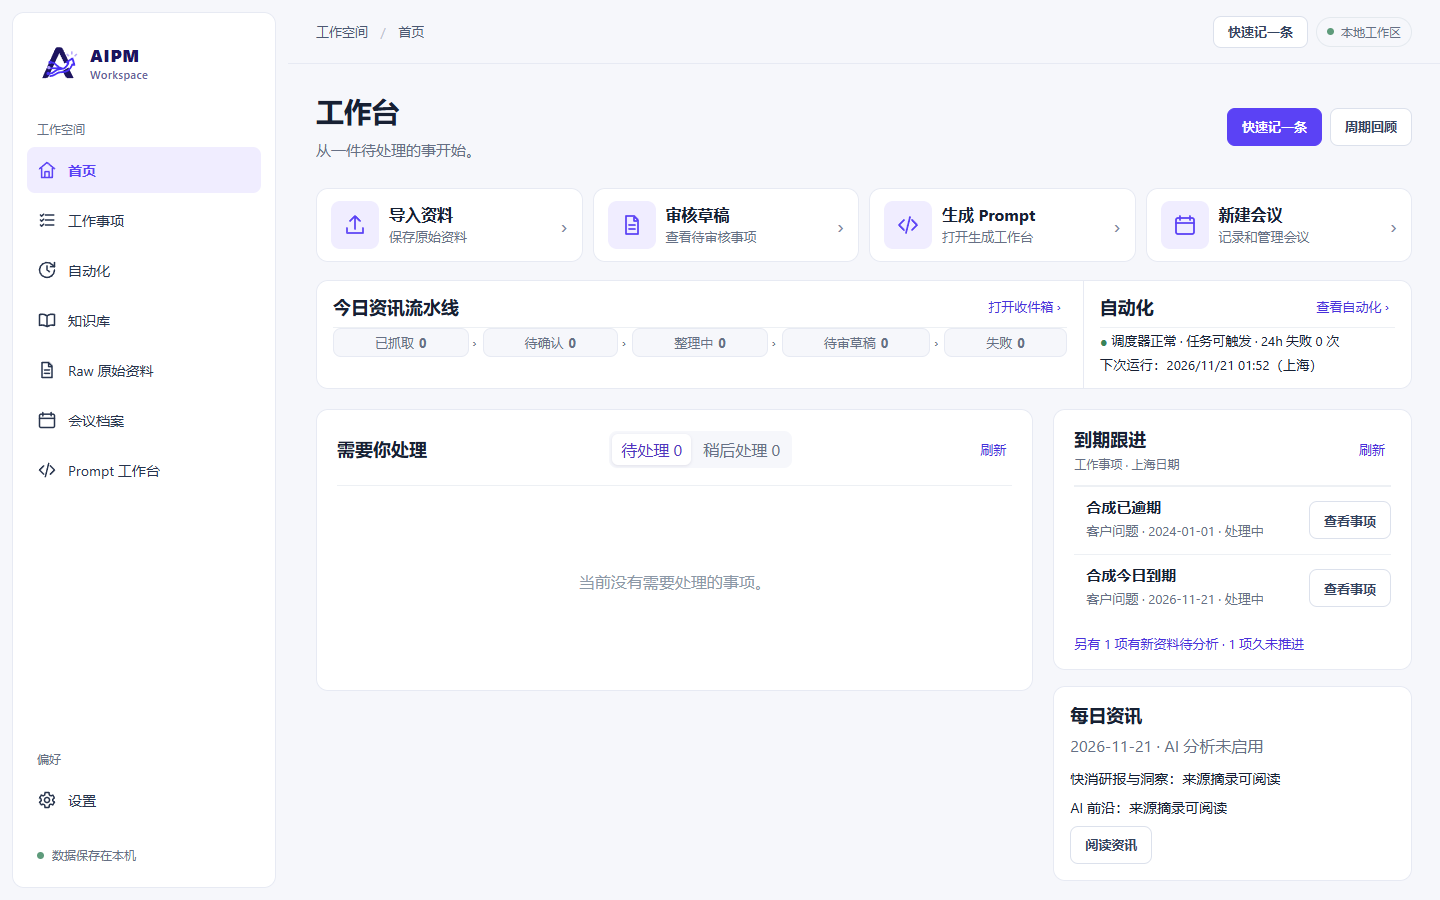 AIPM
Workspace
工作空间
首页
工作事项
自动化
知识库
Raw 原始资料
会议档案
Prompt 工作台
偏好
设置
数据保存在本机
工作空间 / 首页
快速记一条
本地工作区
工作台
从一件待处理的事开始。
快速记一条
周期回顾
导入资料
保存原始资料
审核草稿
查看待审核事项
生成 Prompt
打开生成工作台
新建会议
记录和管理会议
今日资讯流水线
打开收件箱 ›
已抓取 0 › 待确认 0 › 整理中 0 › 待审草稿 0 › 失败 0
自动化
查看自动化 ›
调度器正常 · 任务可触发 · 24h 失败 0 次
下次运行：2026/11/21 01:52（上海）
需要你处理
待处理 0
稍后处理 0
刷新
当前没有需要处理的事项。
到期跟进
工作事项 · 上海日期
刷新
合成已逾期
客户问题 · 2024-01-01 · 处理中
查看事项
合成今日到期
客户问题 · 2026-11-21 · 处理中
查看事项
另有 1 项有新资料待分析 · 1 项久未推进
每日资讯
2026-11-21 · AI 分析未启用
快消研报与洞察：来源摘录可阅读
AI 前沿：来源摘录可阅读
阅读资讯